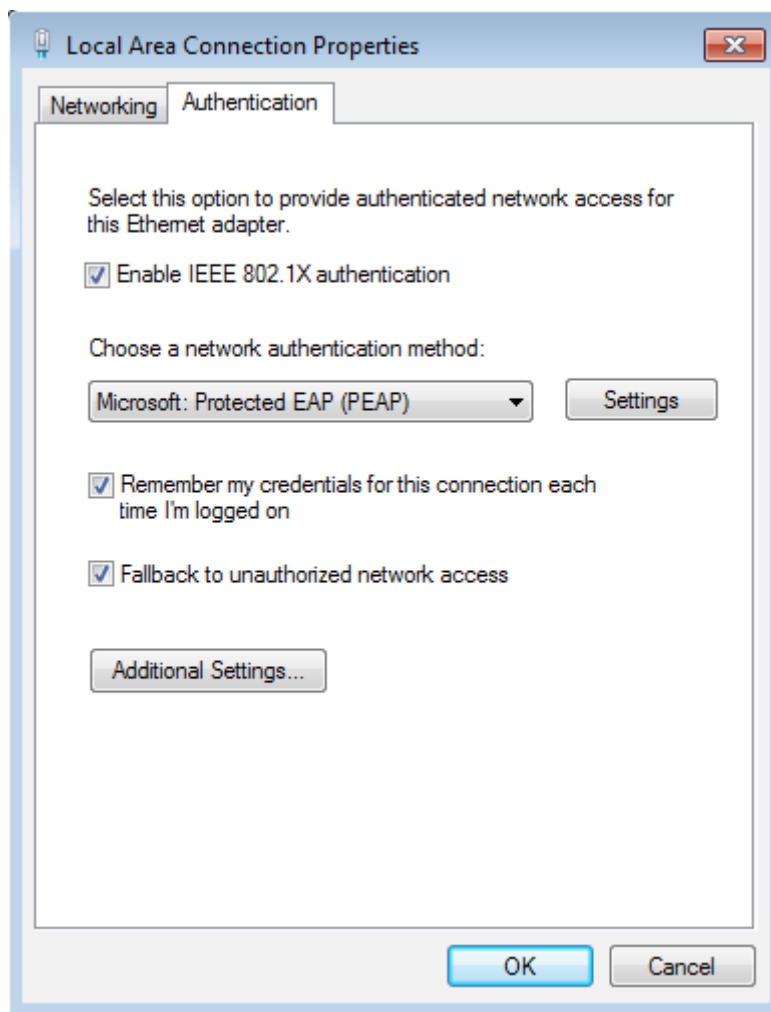 Local Area Connection Properties
Networking
Authentication
Select this option to provide authenticated network access for
this Ethernet adapter.
Enable IEEE 802.1X authentication
Choose a network authentication method:
Microsoft: Protected EAP (PEAP)
Settings
Remember my credentials for this connection each
time I'm logged on
Fallback to unauthorized network access
Additional Settings...
OK
Cancel